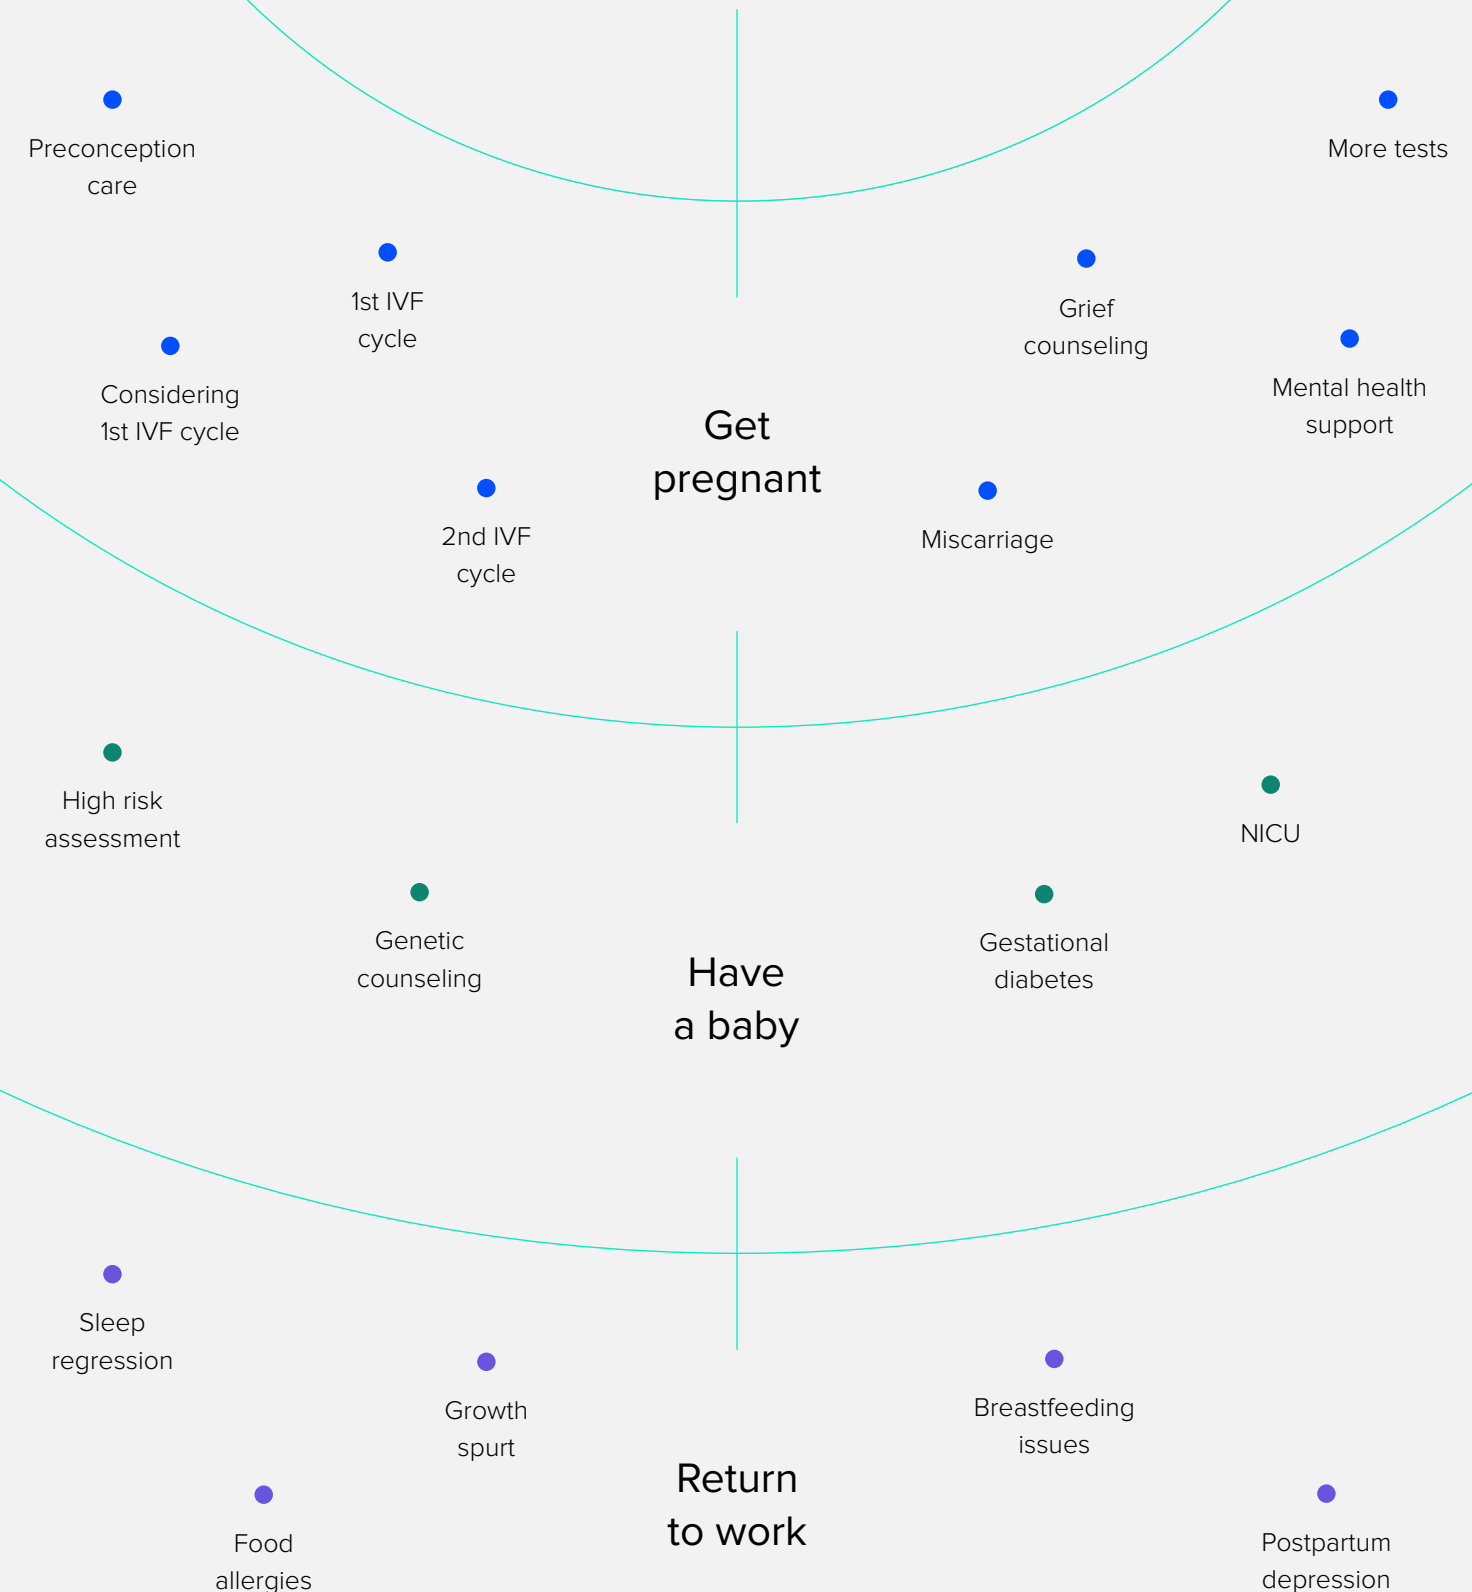 Preconception
care
More tests
1st IVF
cycle
Grief
counseling
Considering
1st IVF cycle
Mental health
support
Get
pregnant
2nd IVF
cycle
Miscarriage
High risk
assessment
NICU
Genetic
counseling
Gestational
diabetes
Have
a baby
Sleep
regression
Growth
spurt
Breastfeeding
issues
Return
to work
Food
allergies
Postpartum
depression